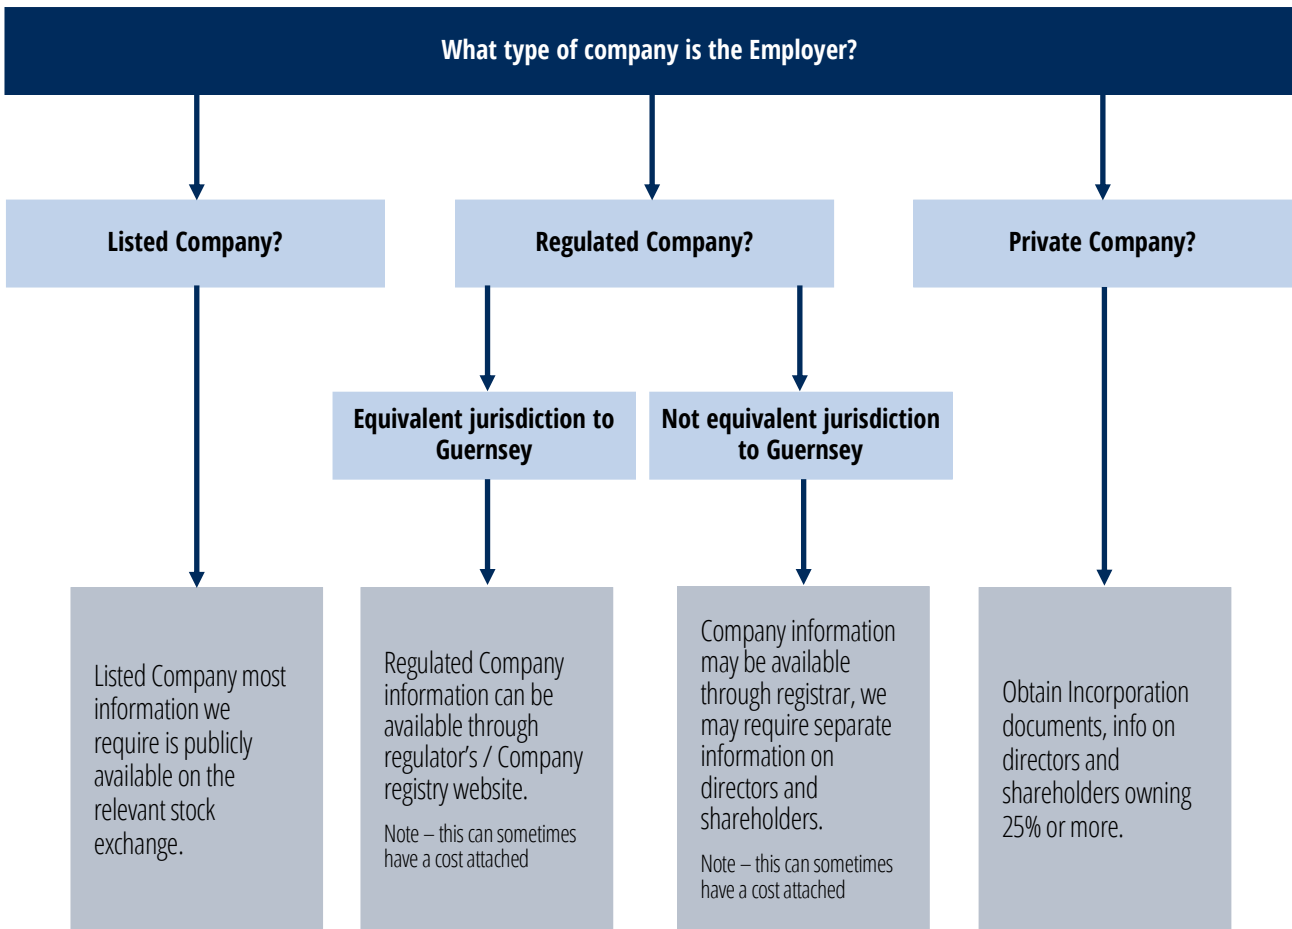 What type of company is the Employer?
Listed Company?
Regulated Company?
Private Company?
Equivalent jurisdiction to
Guernsey
Not equivalent jurisdiction
to Guernsey
Listed Company most
information we
require is publicly
available on the
relevant stock
exchange.
Regulated Company
information can be
available through
regulator’s / Company
registry website.
Note – this can sometimes
have a cost attached
Company information
may be available
through registrar, we
may require separate
information on
directors and
shareholders.
Note – this can sometimes
have a cost attached
Obtain Incorporation
documents, info on
directors and
shareholders owning
25% or more.